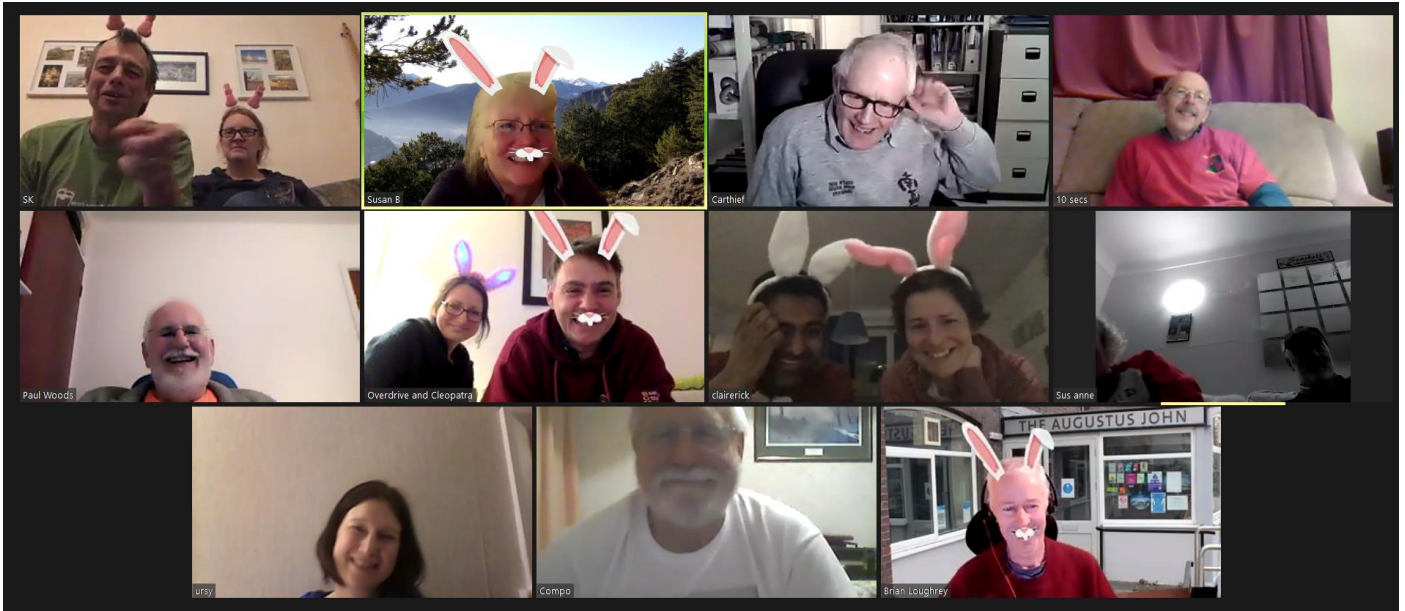 SK
Susan B
Carthief
10 secs
Paul Woods
Overdrive and Cleopatra
clairerick
Sus anne
THE AUGUSTUS JOHN
ursy
Compo
Brian Loughrey